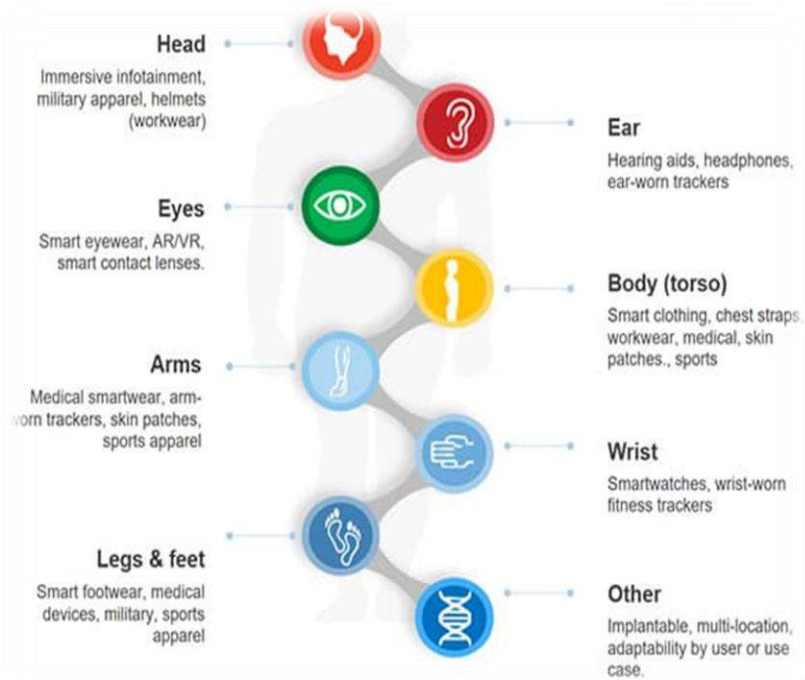 Head
Immersive infotainment,
military apparel, helmets
(workwear)
Ear
Hearing aids, headphones,
ear-worn trackers
Eyes
Smart eyewear, AR/VR,
smart contact lenses.
Body (torso)
Smart clothing, chest straps,
workwear, medical, skin
patches., sports
Arms
Medical smartwear, arm-
worn trackers, skin patches,
sports apparel
Wrist
Smartwatches, wrist-worn
fitness trackers
Legs & feet
Smart footwear, medical
devices, military, sports
apparel
Other
Implantable, multi-location,
adaptability by user or use
case.